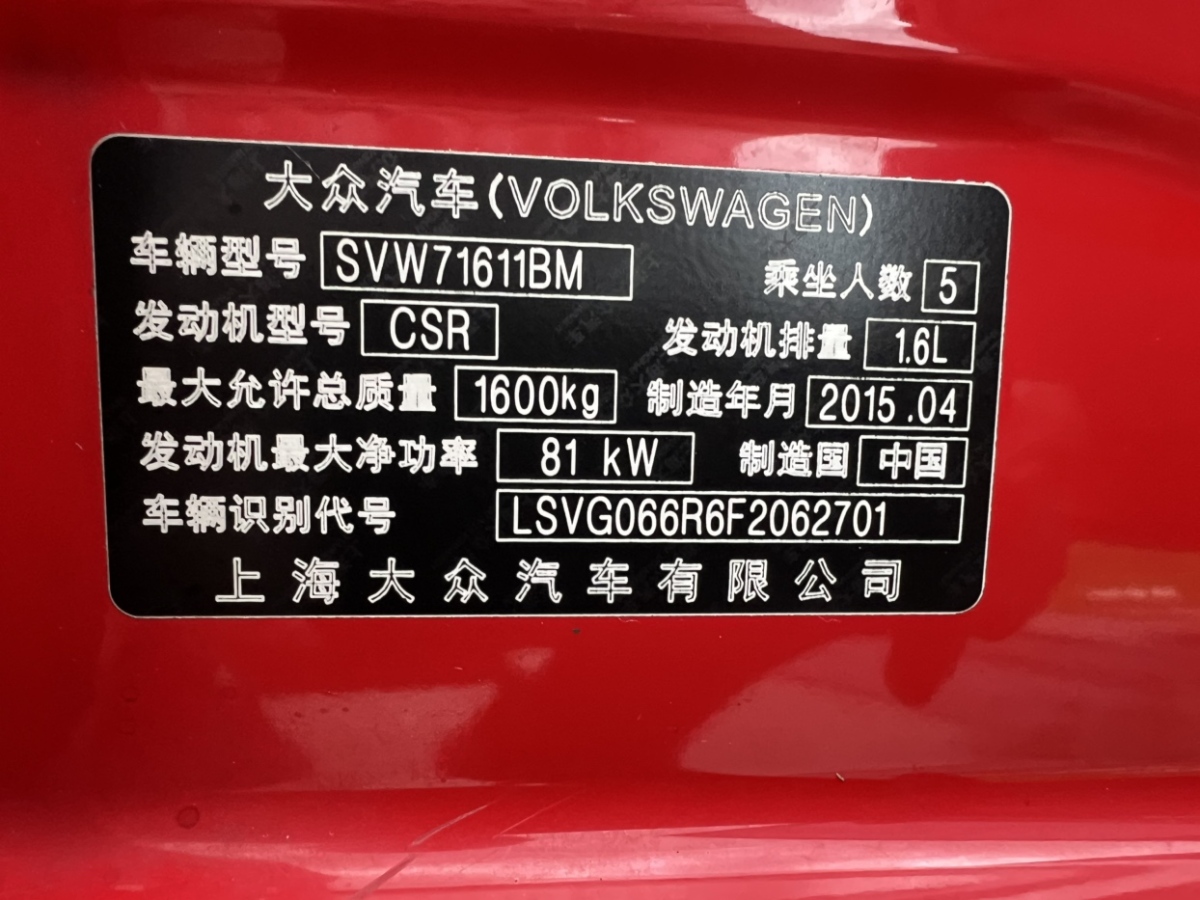 大众汽车(VOLKSWAGEN)
车辆型号 SVW71611BM 乘坐人数 5
发动机型号 CSR 发动机排量 1.6L
最大允许总质量 1600kg 制造年月 2015.04
发动机最大净功率 81 kW 制造国 中国
车辆识别代号 LSVG066R6F2062701
上海大众汽车有限公司